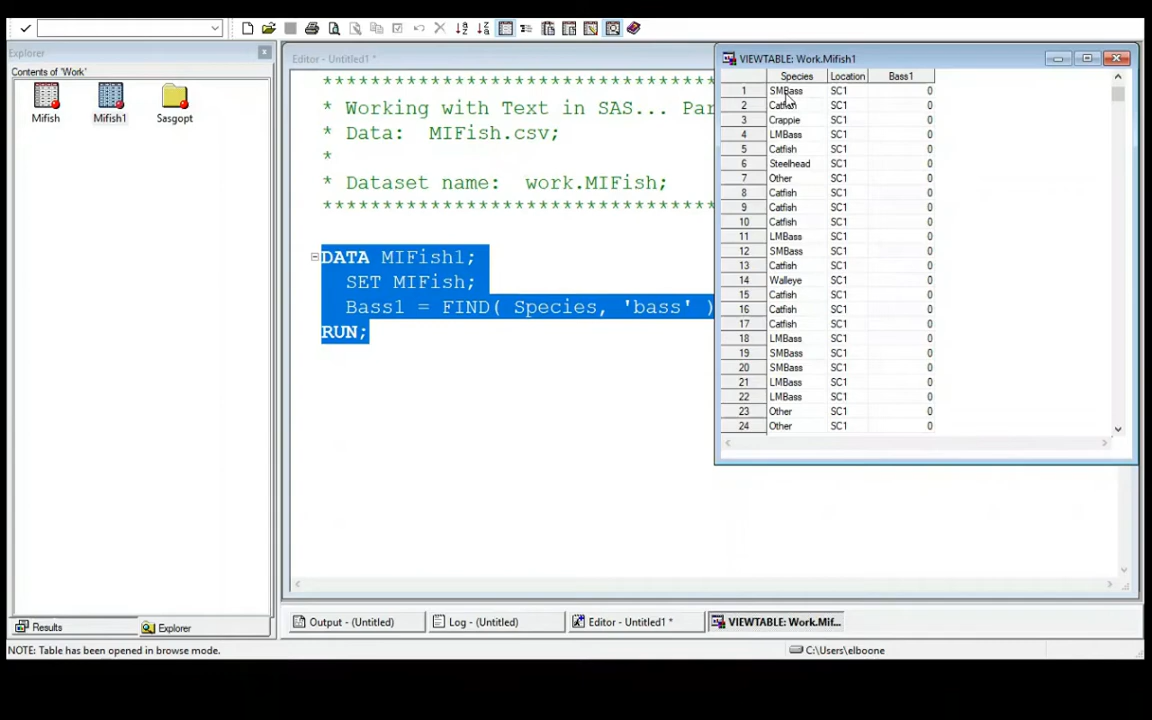 Explorer
Contents of 'Work'
Mifish
Mifish1
Sasgopt
Editor - Untitled1 *
***********************************
* Working with Text in SAS... Par
* Data:  MIFish.csv;
*
* Dataset name:  work.MIFish;
***********************************
DATA MIFish1;
SET MIFish;
Bass1 = FIND( Species, 'bass' )
RUN;
VIEWTABLE: Work.Mifish1
Species Location Bass1
1 SMBass SC1 0
2 Catfish SC1 0
3 Crappie SC1 0
4 LMBass SC1 0
5 Catfish SC1 0
6 Steelhead SC1 0
7 Other SC1 0
8 Catfish SC1 0
9 Catfish SC1 0
10 Catfish SC1 0
11 LMBass SC1 0
12 SMBass SC1 0
13 Catfish SC1 0
14 Walleye SC1 0
15 Catfish SC1 0
16 Catfish SC1 0
17 Catfish SC1 0
18 LMBass SC1 0
19 SMBass SC1 0
20 SMBass SC1 0
21 LMBass SC1 0
22 LMBass SC1 0
23 Other SC1 0
24 Other SC1 0
Results
Explorer
Output - (Untitled)
Log - (Untitled)
Editor - Untitled1 *
VIEWTABLE: Work.Mif...
NOTE: Table has been opened in browse mode.
C:\Users\elboone